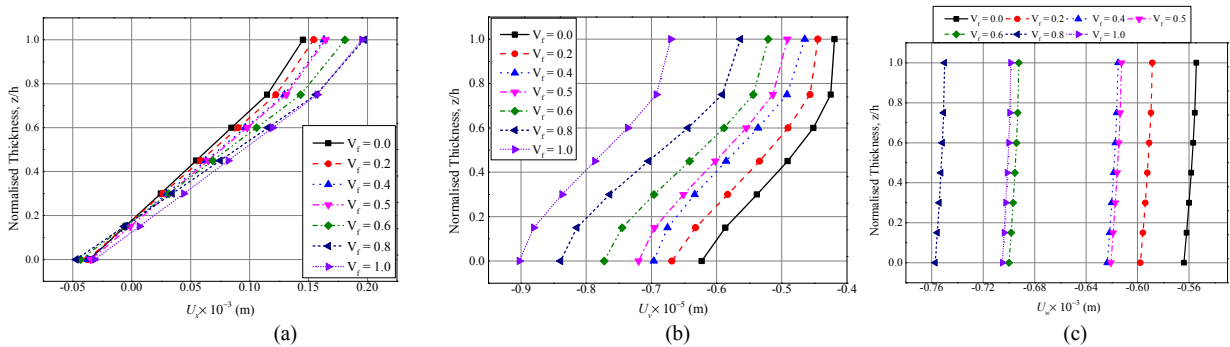 1.0
0.8
0.6
0.4
0.2
0.0
Normalised Thickness, z/h
V_f = 0.0
V_f = 0.2
V_f = 0.4
V_f = 0.5
V_f = 0.6
V_f = 0.8
V_f = 1.0
-0.05 0.00 0.05 0.10 0.15 0.20
U_x× 10⁻³ (m)
(a)
V_f = 0.0
V_f = 0.2
V_f = 0.4
V_f = 0.5
V_f = 0.6
V_f = 0.8
V_f = 1.0
1.0
0.8
0.6
0.4
0.2
0.0
Normalised Thickness, z/h
-0.9 -0.8 -0.7 -0.6 -0.5 -0.4
U_v× 10⁻⁵ (m)
(b)
V_f = 0.0 V_f = 0.2 V_f = 0.4 V_f = 0.5
V_f = 0.6 V_f = 0.8 V_f = 1.0
1.0
0.8
0.6
0.4
0.2
0.0
Normalised Thickness, z/h
-0.76 -0.72 -0.68 -0.64 -0.60 -0.56
U_w× 10⁻³ (m)
(c)